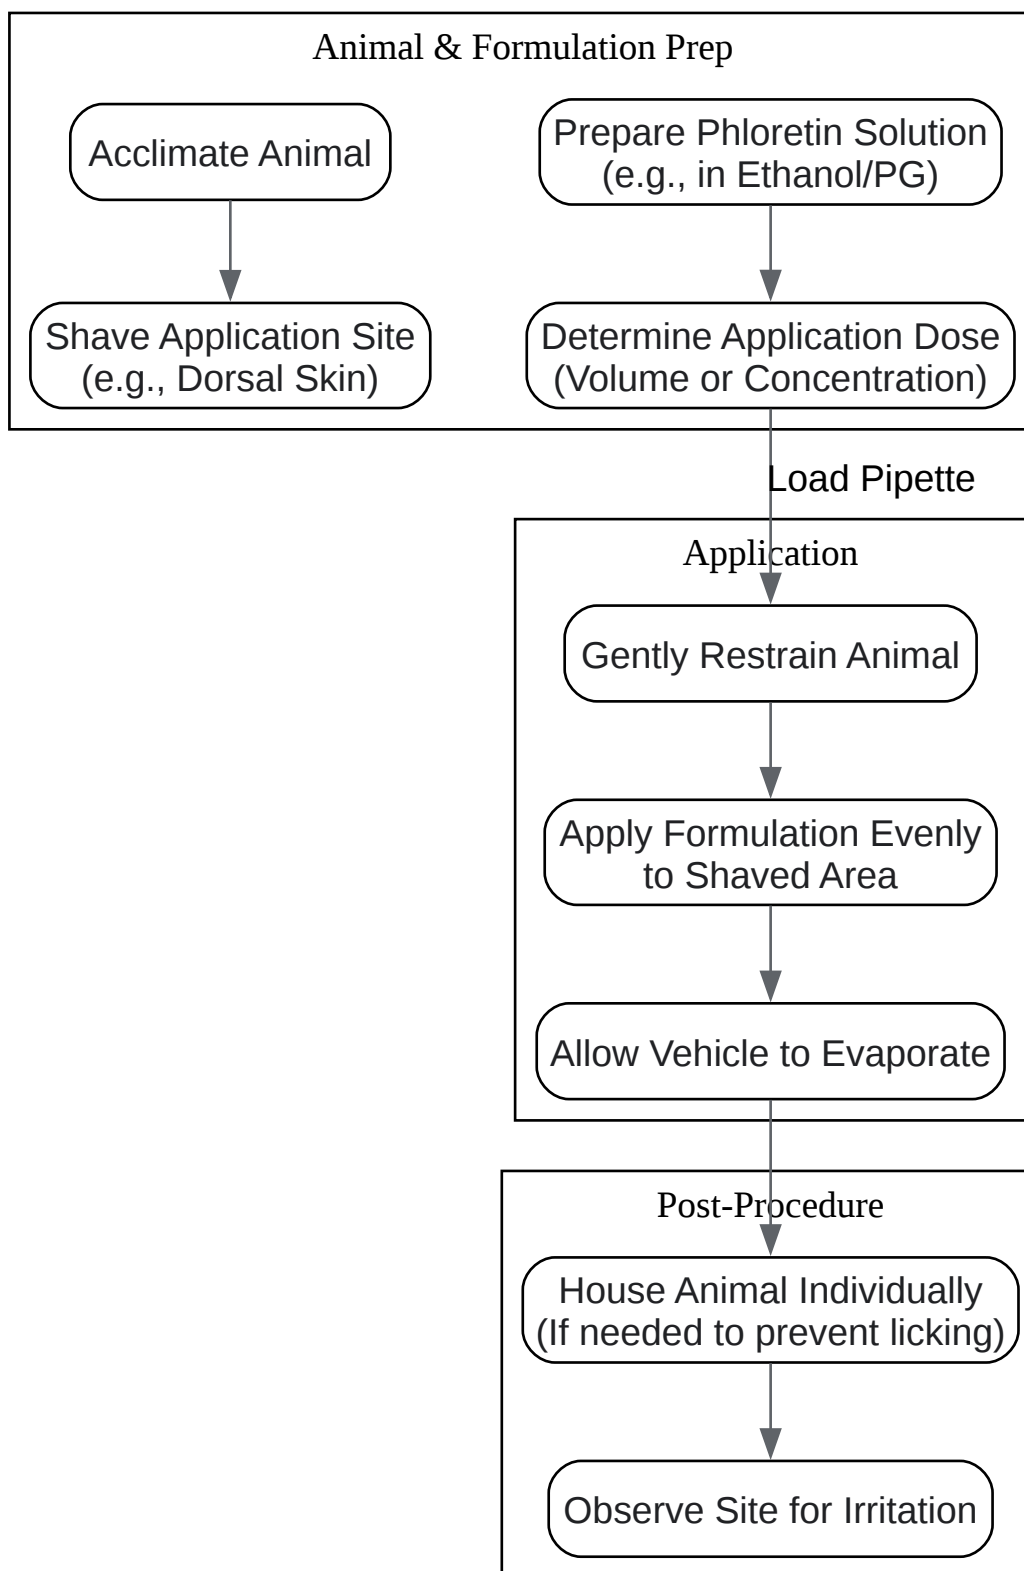 Animal & Formulation Prep
Acclimate Animal
Prepare Phloretin Solution
(e.g., in Ethanol/PG)
Shave Application Site
(e.g., Dorsal Skin)
Determine Application Dose
(Volume or Concentration)
Load Pipette
Application
Gently Restrain Animal
Apply Formulation Evenly
to Shaved Area
Allow Vehicle to Evaporate
Post-Procedure
House Animal Individually
(If needed to prevent licking)
Observe Site for Irritation